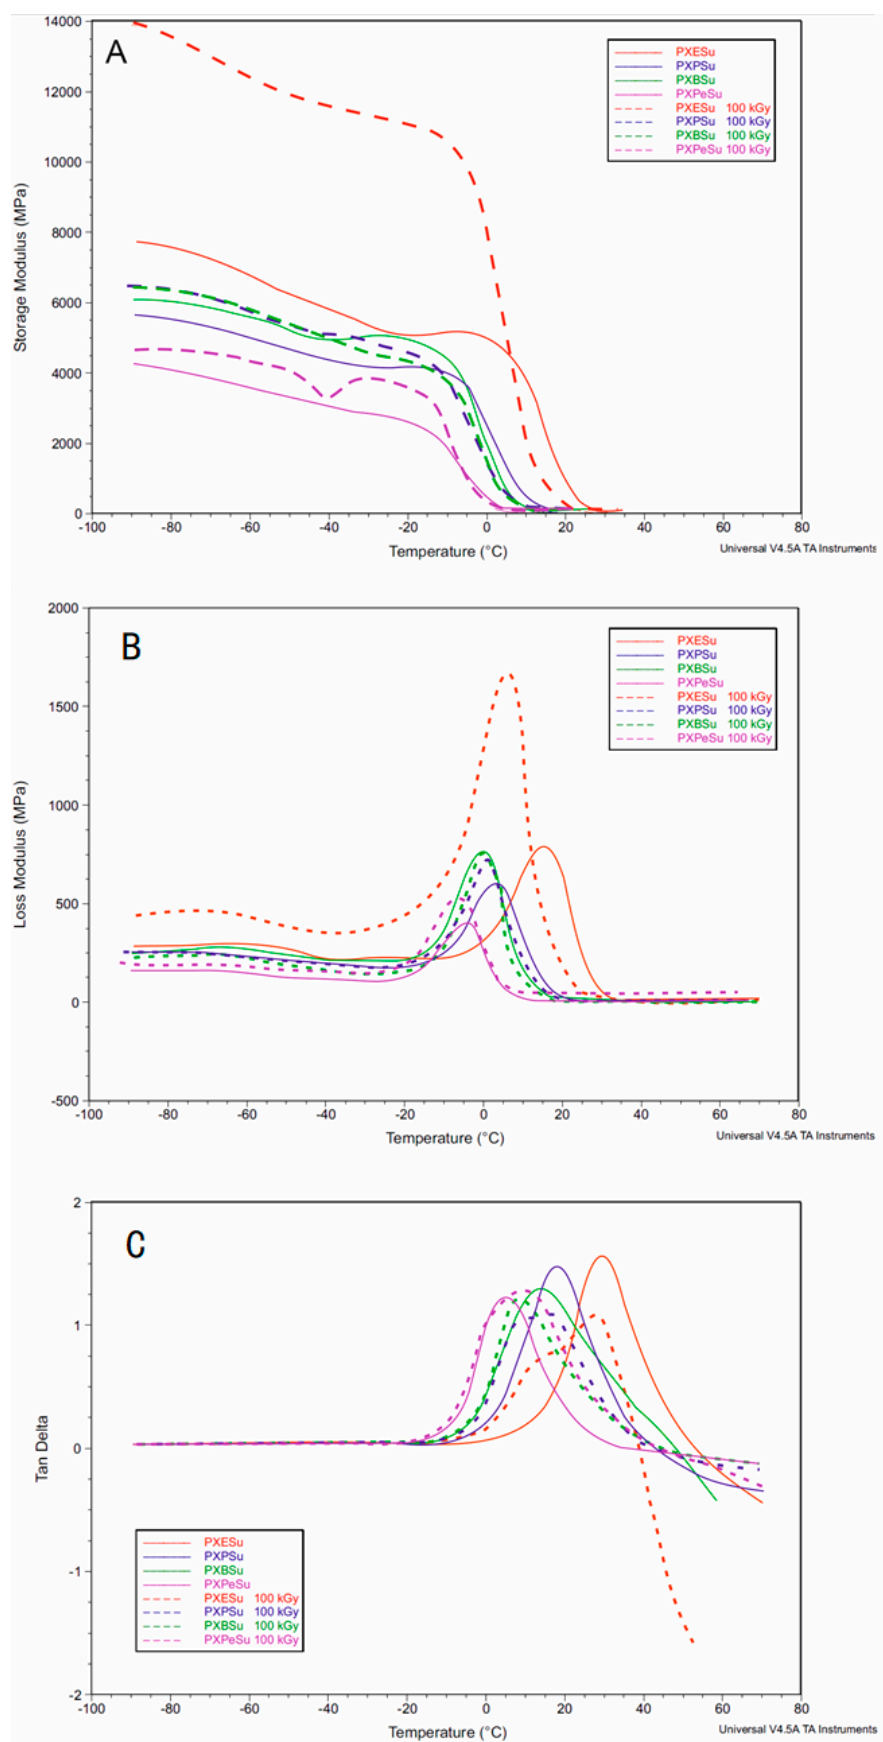 A
14000
12000
10000
8000
6000
4000
2000
0
Storage Modulus (MPa)
PXESu
PXPSu
PXBSu
PXPeSu
PXESu 100 kGy
PXPSu 100 kGy
PXBSu 100 kGy
PXPeSu 100 kGy
-100 -80 -60 -40 -20 0 20 40 60 80
Temperature (°C)
Universal V4.5A TA Instruments
B
2000
1500
1000
500
0
-500
Loss Modulus (MPa)
PXESu
PXPSu
PXBSu
PXPeSu
PXESu 100 kGy
PXPSu 100 kGy
PXBSu 100 kGy
PXPeSu 100 kGy
-100 -80 -60 -40 -20 0 20 40 60 80
Temperature (°C)
Universal V4.5A TA Instruments
C
2
1
0
-1
-2
Tan Delta
PXESu
PXPSu
PXBSu
PXPeSu
PXESu 100 kGy
PXPSu 100 kGy
PXBSu 100 kGy
PXPeSu 100 kGy
-100 -80 -60 -40 -20 0 20 40 60 80
Temperature (°C)
Universal V4.5A TA Instruments